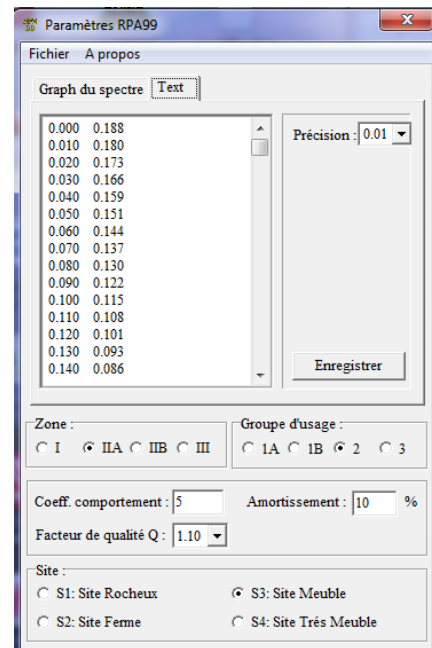 Paramètres RPA99
Fichier A propos
Graph du spectre Text
0.000 0.188
0.010 0.180
0.020 0.173
0.030 0.166
0.040 0.159
0.050 0.151
0.060 0.144
0.070 0.137
0.080 0.130
0.090 0.122
0.100 0.115
0.110 0.108
0.120 0.101
0.130 0.093
0.140 0.086
Précision : 0.01
Enregistrer
Zone :
I IIA IIB III
Groupe d'usage :
1A 1B 2 3
Coeff. comportement : 5 Amortissement : 10 %
Facteur de qualité Q : 1.10
Site :
S1: Site Rocheux S3: Site Meuble
S2: Site Ferme S4: Site Trés Meuble